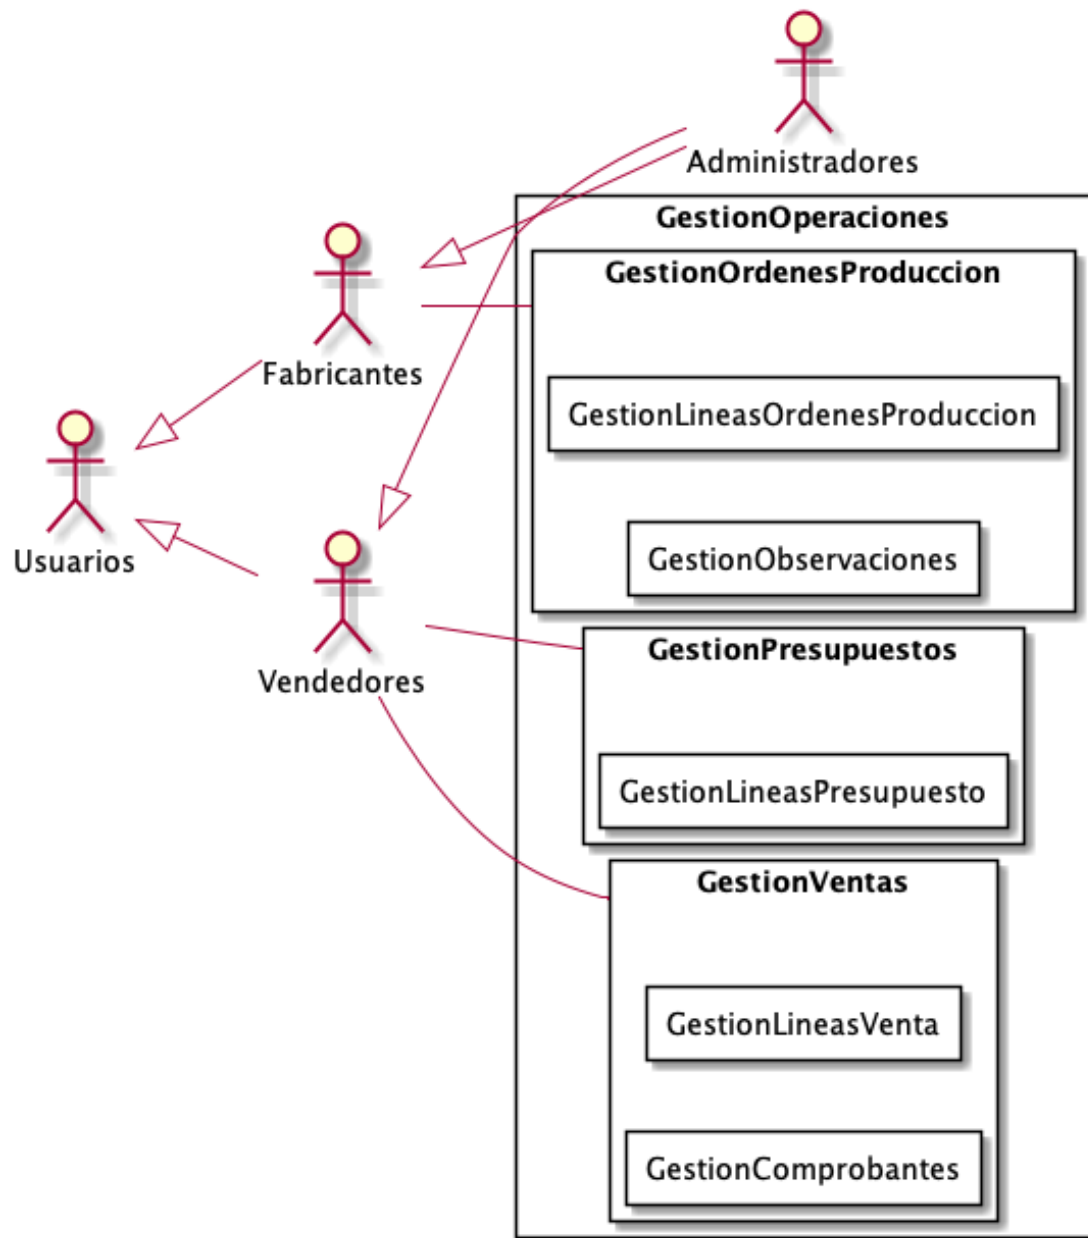 Administradores
GestionOperaciones
GestionOrdenesProduccion
Fabricantes
GestionLineasOrdenesProduccion
Usuarios
GestionObservaciones
GestionPresupuestos
Vendedores
GestionLineasPresupuesto
GestionVentas
GestionLineasVenta
GestionComprobantes